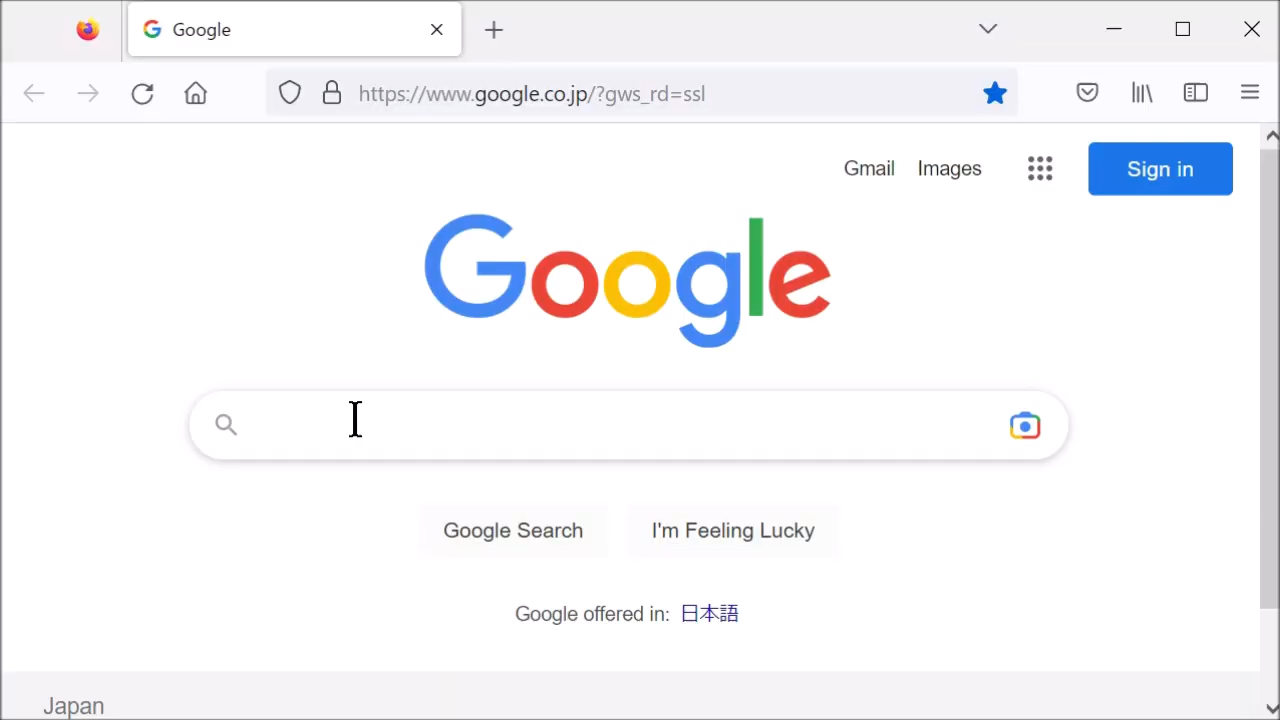 Google
https://www.google.co.jp/?gws_rd=ssl
Gmail Images Sign in
Google
Google Search I'm Feeling Lucky
Google offered in: 日本語
Japan